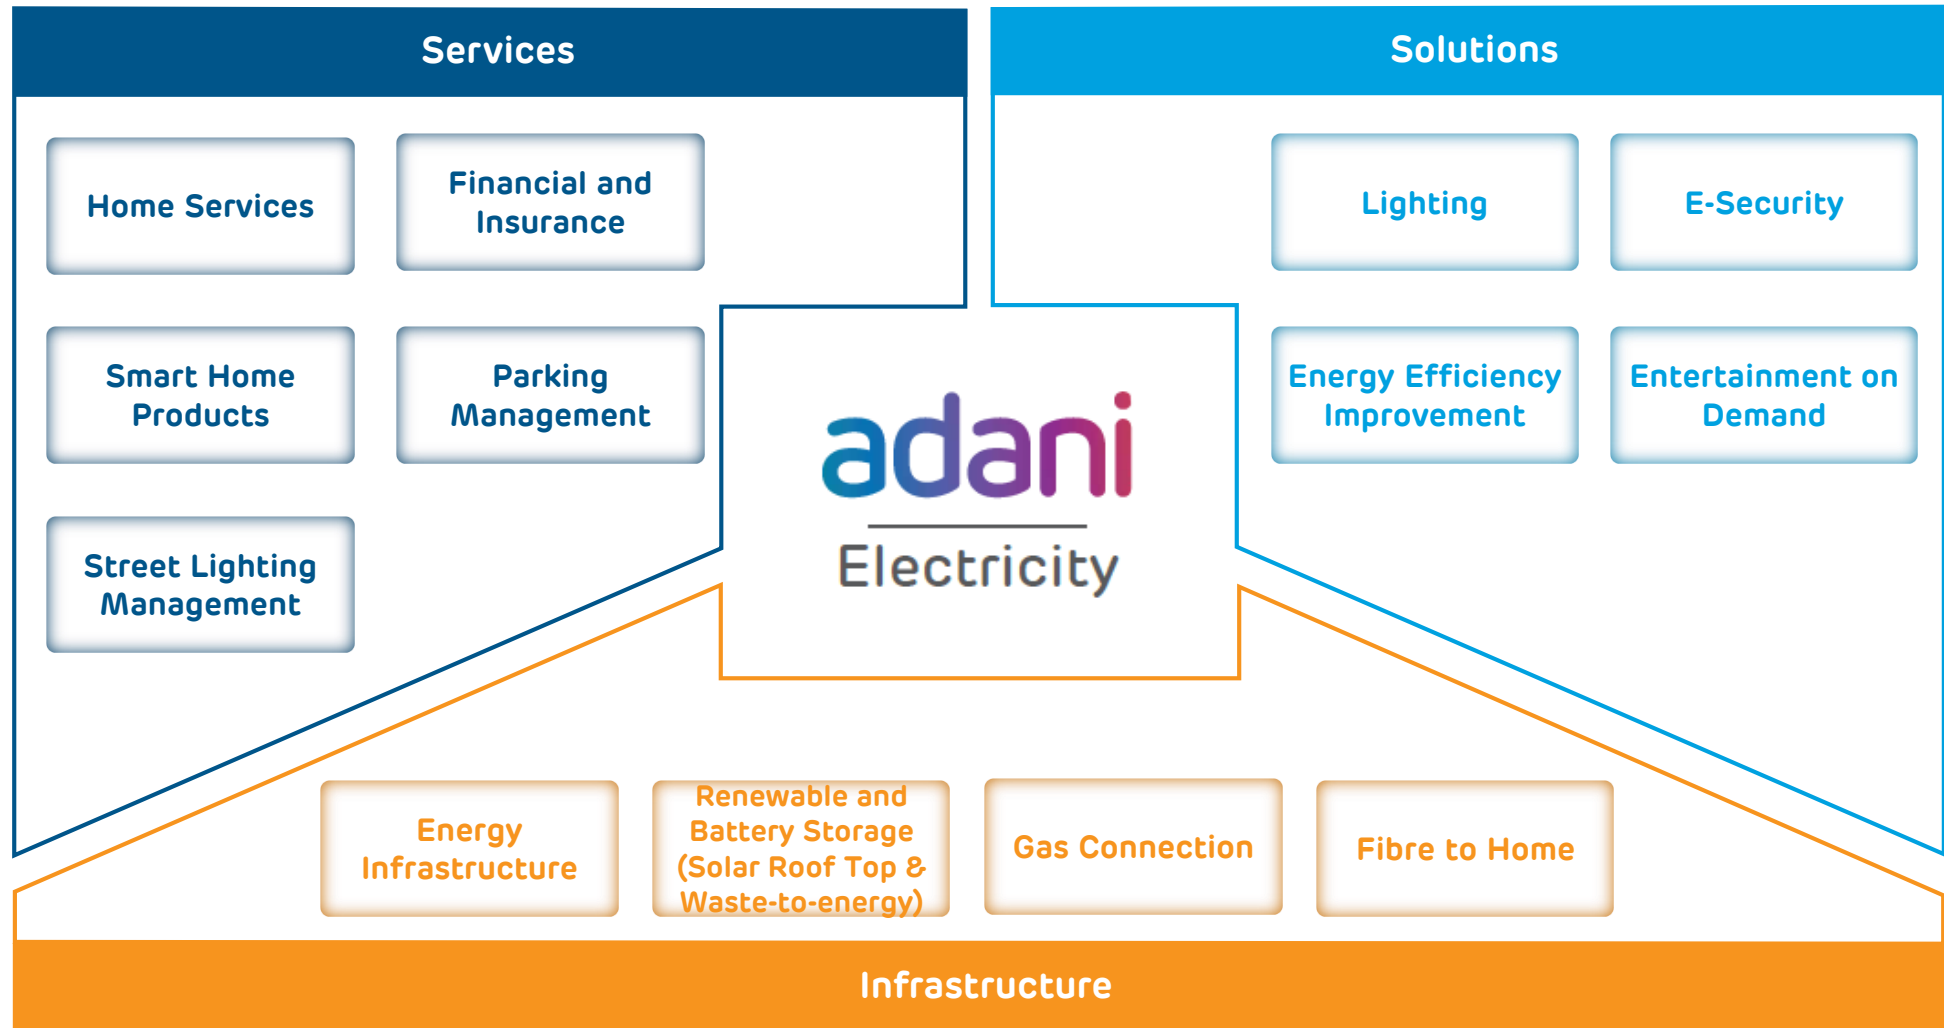 Services
Solutions
Home Services
Financial and
Insurance
Smart Home
Products
Parking
Management
Street Lighting
Management
Lighting
E-Security
Energy Efficiency
Improvement
Entertainment on
Demand
adani
Electricity
Energy
Infrastructure
Renewable and
Battery Storage
(Solar Roof Top &
Waste-to-energy)
Gas Connection
Fibre to Home
Infrastructure